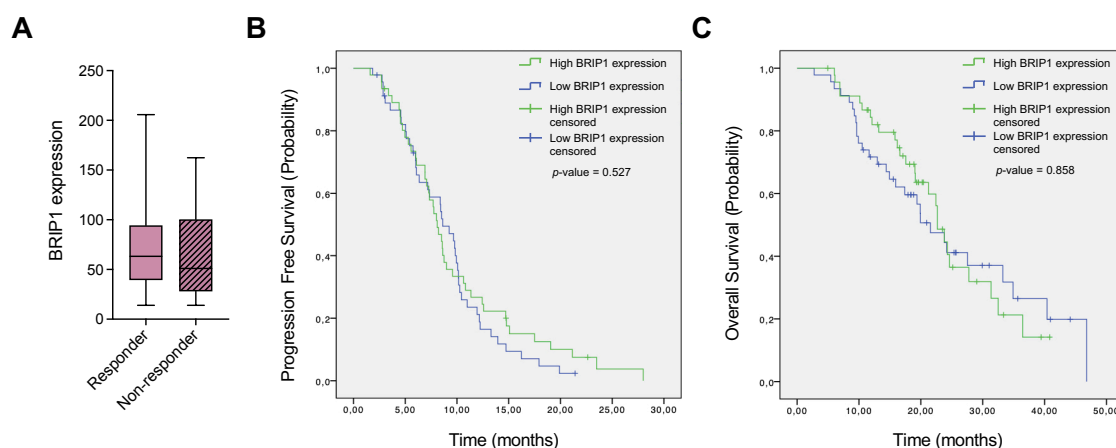 A
250
200
150
100
50
0
BRIP1 expression
Responder
Non-responder
B
High BRIP1 expression
Low BRIP1 expression
High BRIP1 expression
censored
Low BRIP1 expression
censored
p-value = 0.527
1,0
0,8
0,6
0,4
0,2
0,0
Progression Free Survival (Probability)
0,00 5,00 10,00 15,00 20,00 25,00 30,00
Time (months)
C
High BRIP1 expression
Low BRIP1 expression
High BRIP1 expression
censored
Low BRIP1 expression
censored
p-value = 0.858
1,0
0,8
0,6
0,4
0,2
0,0
Overall Survival (Probability)
0,00 10,00 20,00 30,00 40,00 50,00
Time (months)